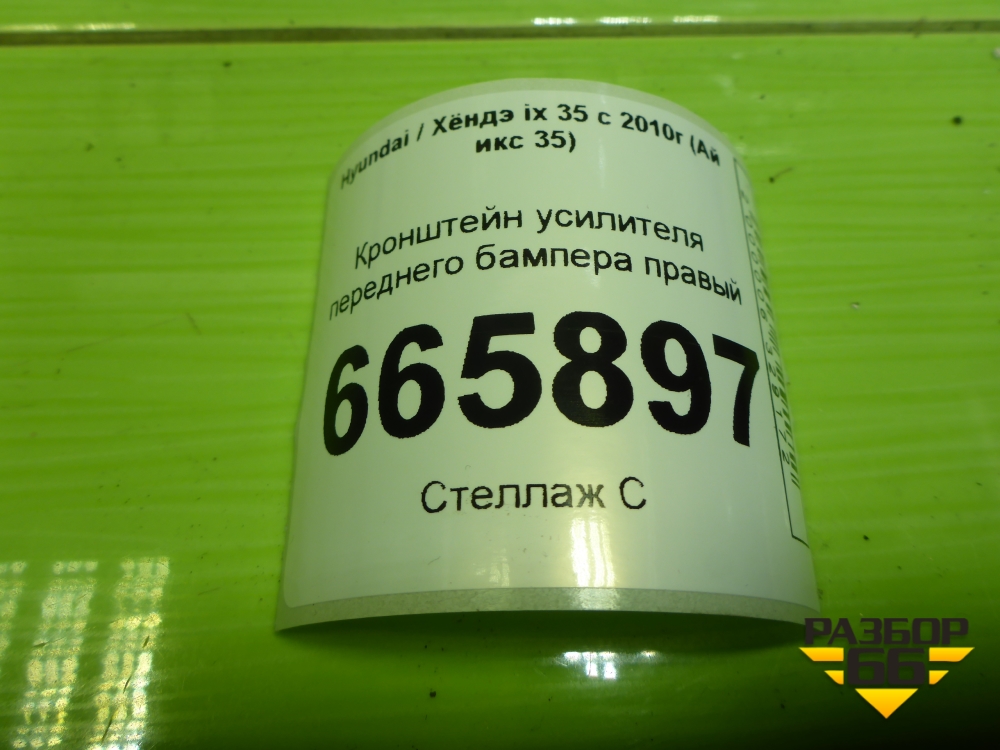 Hyundai / Хёндэ ix 35 с 2010г (Ай
икс 35)
Кронштейн усилителя
переднего бампера правый
665897
Стеллаж С
РАЗБОР
66